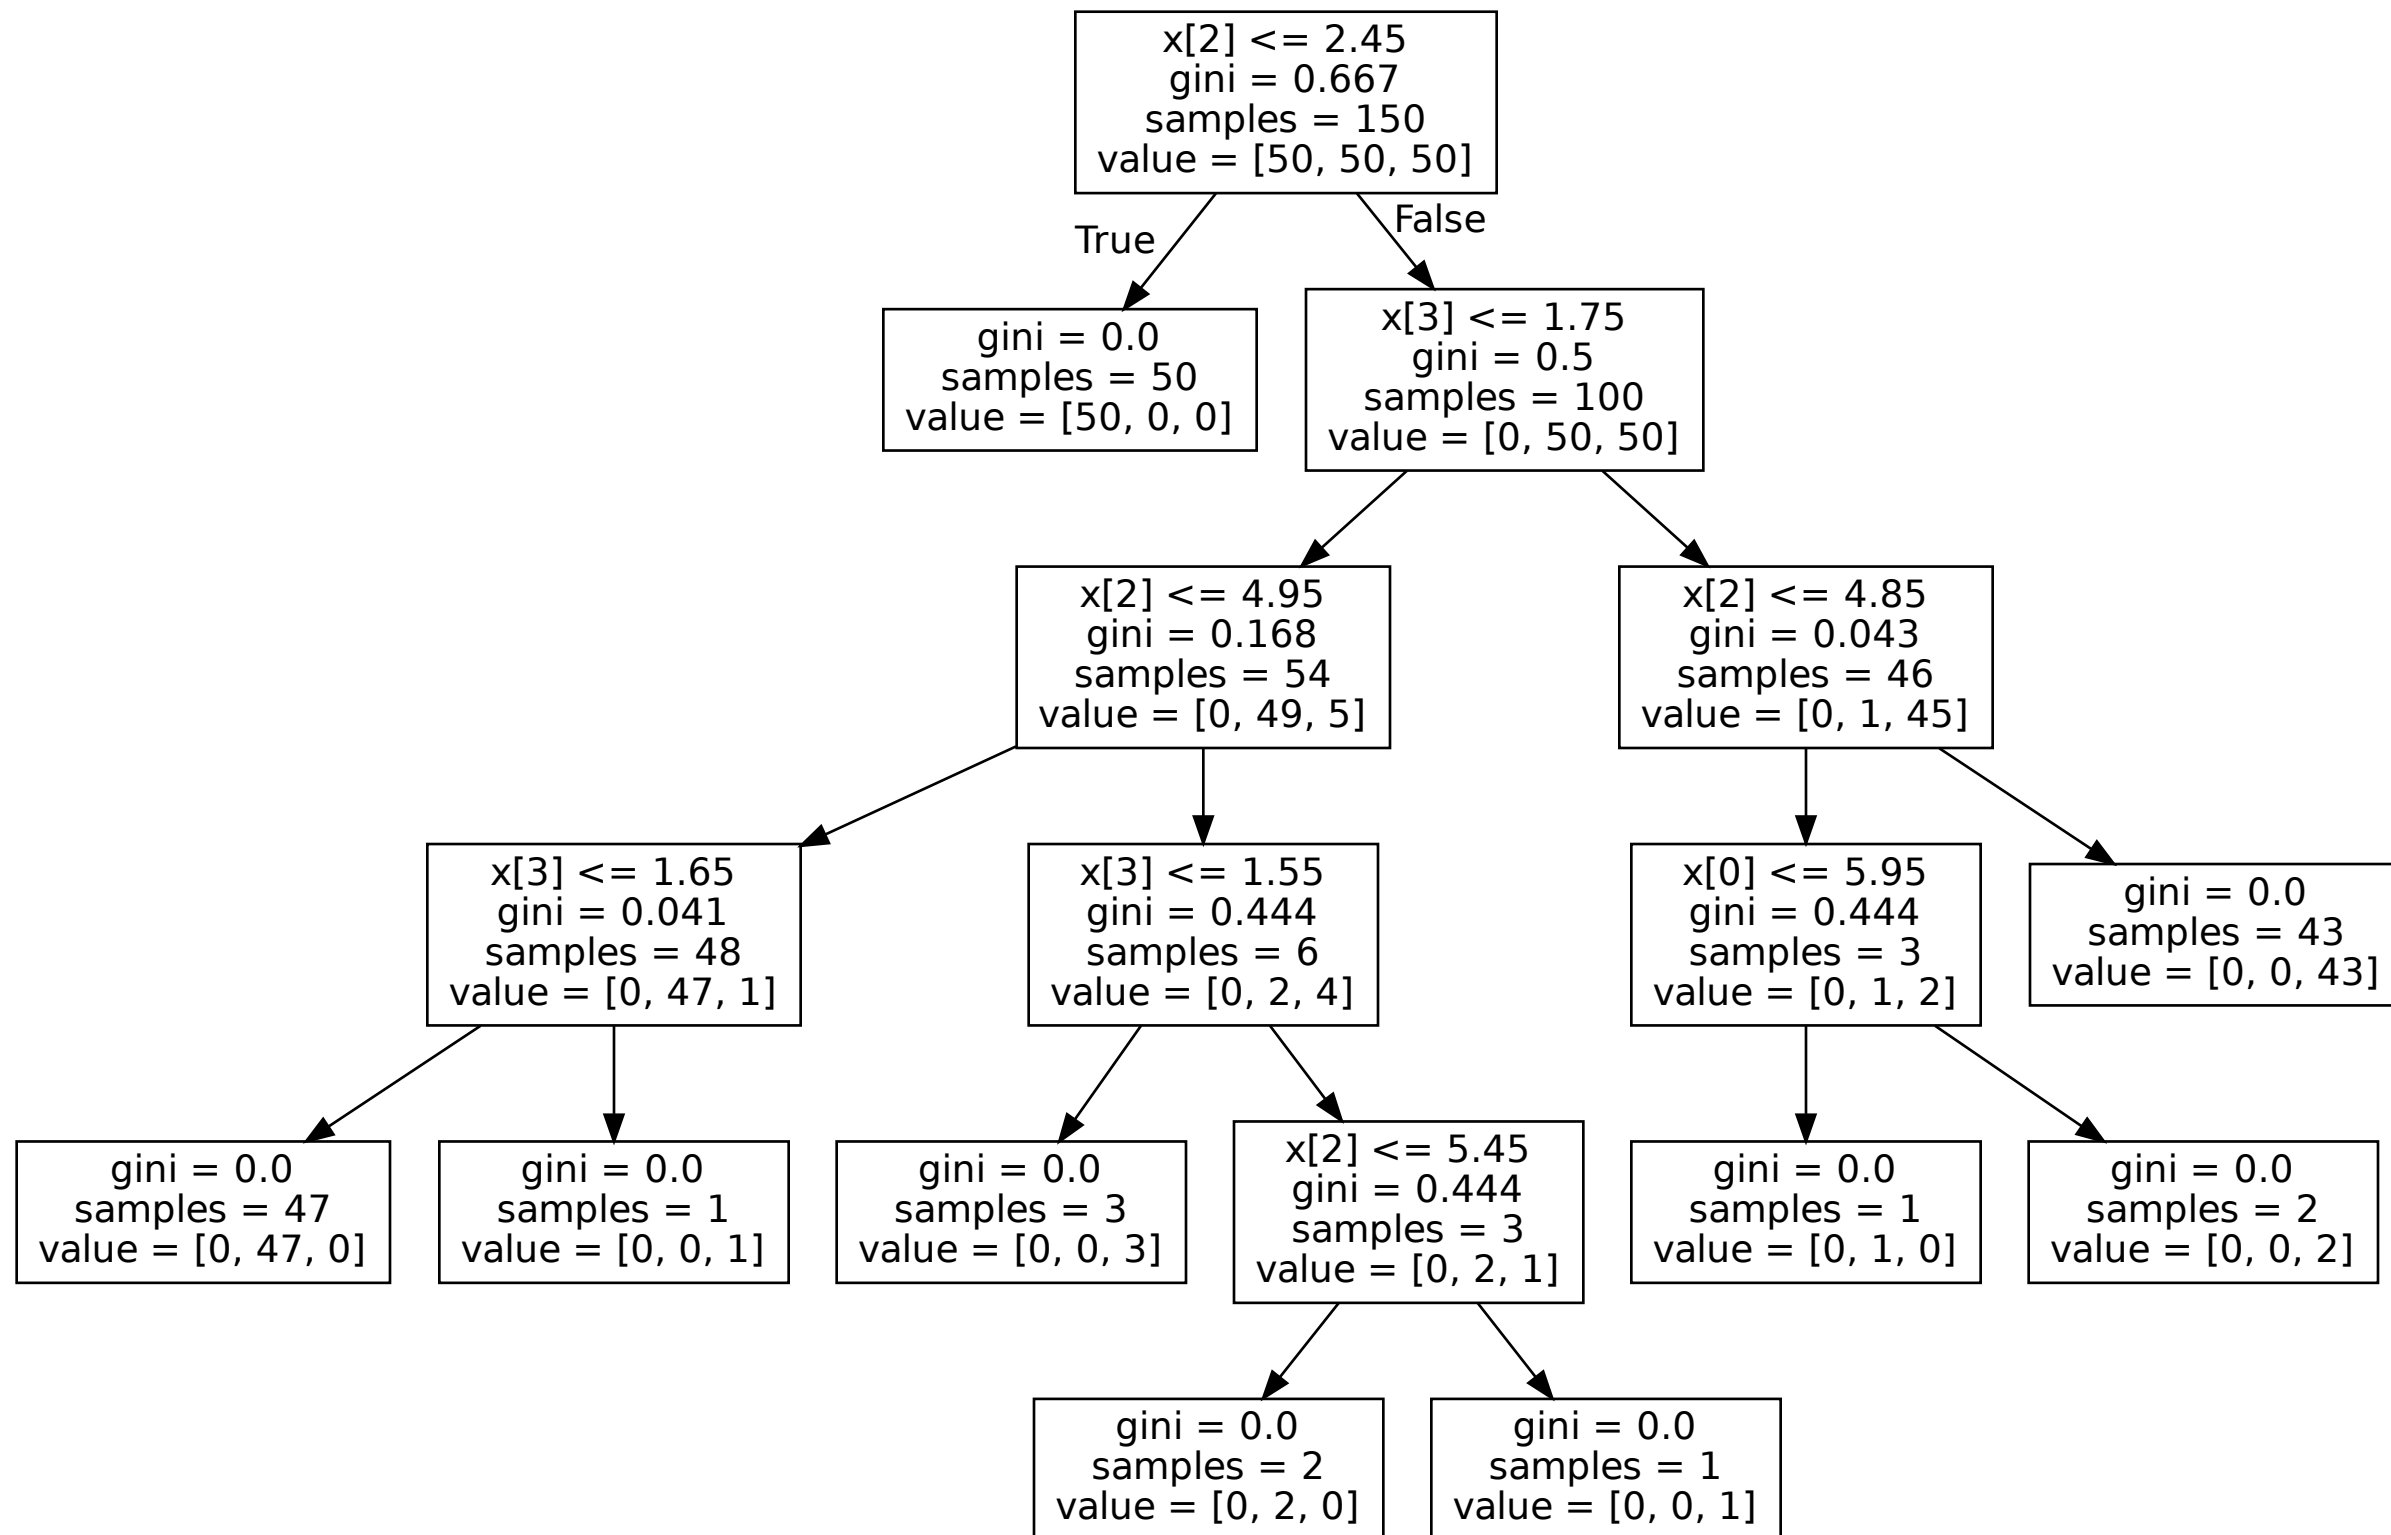 x[2] <= 2.45
gini = 0.667
samples = 150
value = [50, 50, 50]
True
False
gini = 0.0
samples = 50
value = [50, 0, 0]
x[3] <= 1.75
gini = 0.5
samples = 100
value = [0, 50, 50]
x[2] <= 4.95
gini = 0.168
samples = 54
value = [0, 49, 5]
x[2] <= 4.85
gini = 0.043
samples = 46
value = [0, 1, 45]
x[3] <= 1.65
gini = 0.041
samples = 48
value = [0, 47, 1]
x[3] <= 1.55
gini = 0.444
samples = 6
value = [0, 2, 4]
x[0] <= 5.95
gini = 0.444
samples = 3
value = [0, 1, 2]
gini = 0.0
samples = 43
value = [0, 0, 43]
gini = 0.0
samples = 47
value = [0, 47, 0]
gini = 0.0
samples = 1
value = [0, 0, 1]
gini = 0.0
samples = 3
value = [0, 0, 3]
x[2] <= 5.45
gini = 0.444
samples = 3
value = [0, 2, 1]
gini = 0.0
samples = 1
value = [0, 1, 0]
gini = 0.0
samples = 2
value = [0, 0, 2]
gini = 0.0
samples = 2
value = [0, 2, 0]
gini = 0.0
samples = 1
value = [0, 0, 1]